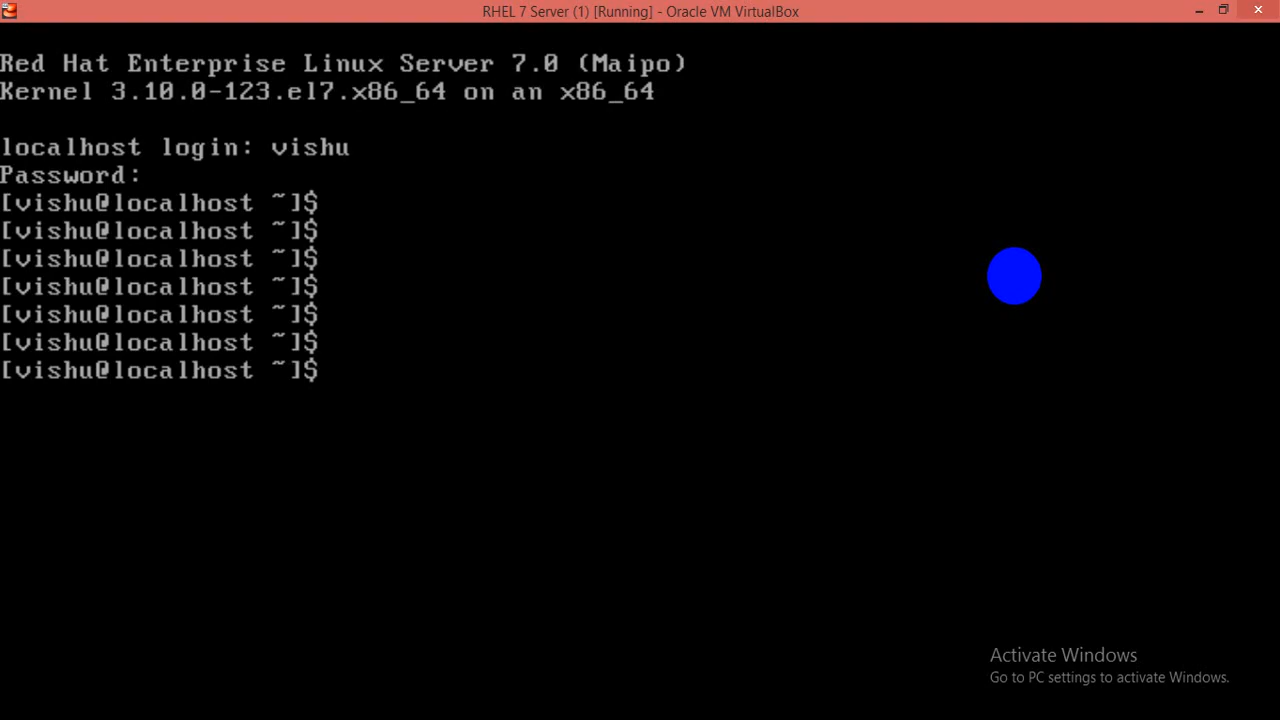 RHEL 7 Server (1) [Running] - Oracle VM VirtualBox
Red Hat Enterprise Linux Server 7.0 (Maipo)
Kernel 3.10.0-123.el7.x86_64 on an x86_64
localhost login: vishu
Password:
[vishu@localhost ~]$
[vishu@localhost ~]$
[vishu@localhost ~]$
[vishu@localhost ~]$
[vishu@localhost ~]$
[vishu@localhost ~]$
[vishu@localhost ~]$
Activate Windows
Go to PC settings to activate Windows.